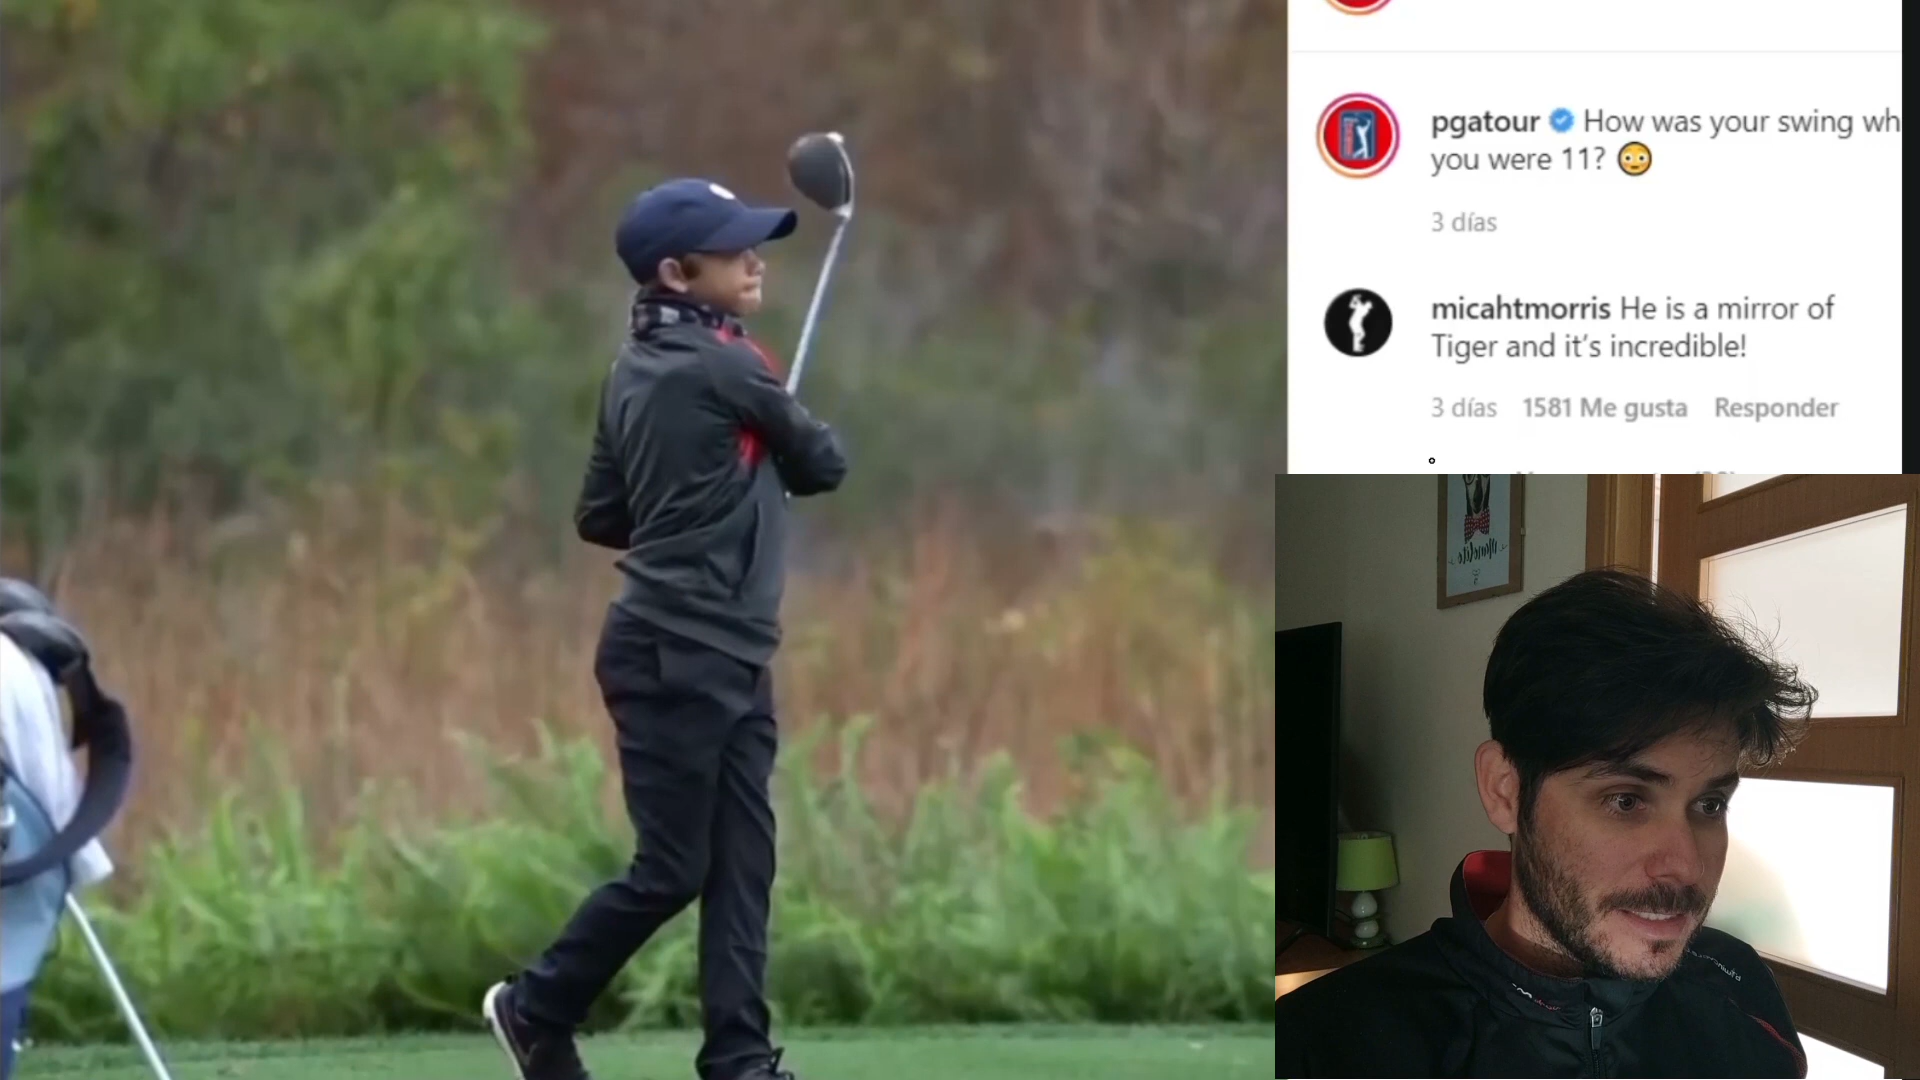 pgatour How was your swing wh
you were 11? 😳
3 días
micahtmorris He is a mirror of
Tiger and it's incredible!
3 días 1581 Me gusta Responder